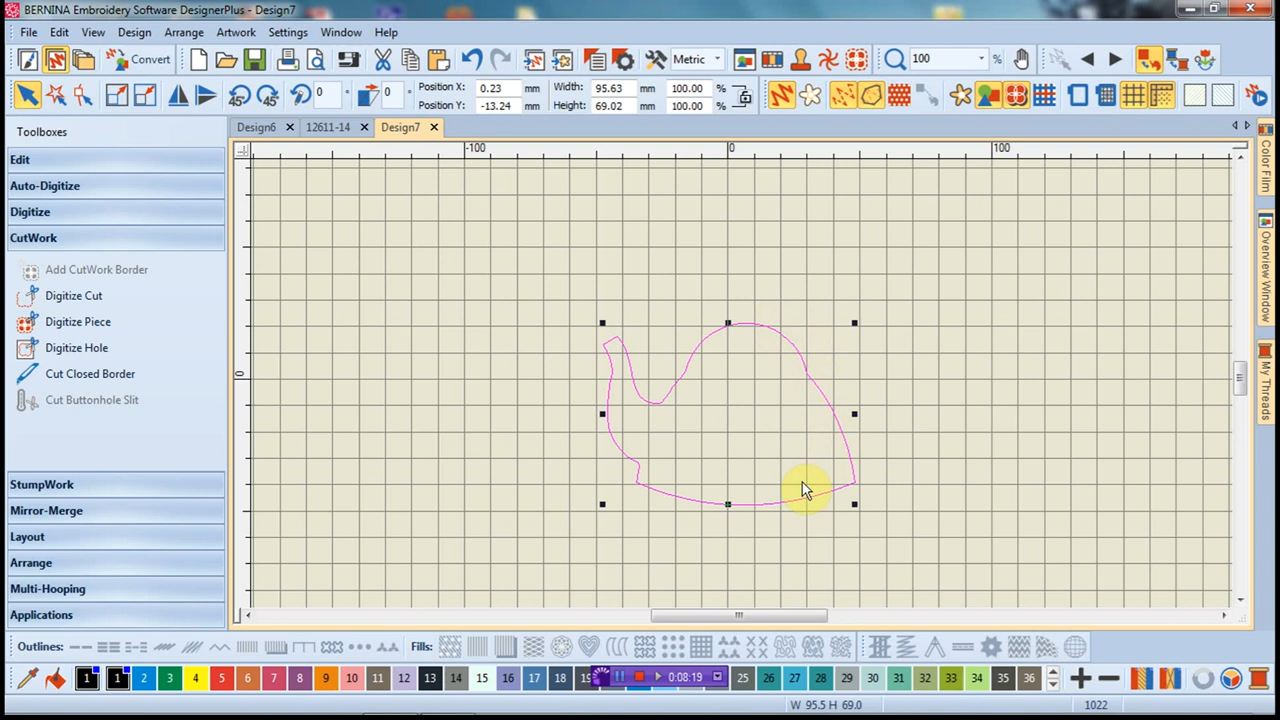 BERNINA Embroidery Software DesignerPlus - Design7
File Edit View Design Arrange Artwork Settings Window Help
Convert Metric 100 %
45 45 0 ° 0 ° Position X: 0.23 mm Width: 95.63 mm 100.00 %
Position Y: -13.24 mm Height: 69.02 mm 100.00 %
Toolboxes Design6 12611-14 Design7
-100 0 100
Edit
Auto-Digitize
Digitize
CutWork
Add CutWork Border
Digitize Cut
Digitize Piece
Digitize Hole
Cut Closed Border
Cut Buttonhole Slit
StumpWork
Mirror-Merge
Layout
Arrange
Multi-Hooping
Applications
0
Color Film
Overview Window
My Threads
Outlines: Fills:
1 1 2 3 4 5 6 7 8 9 10 11 12 13 14 15 16 17 18 19 0:08:19 25 26 27 28 29 30 31 32 33 34 35 36
W 95.5 H 69.0 1022